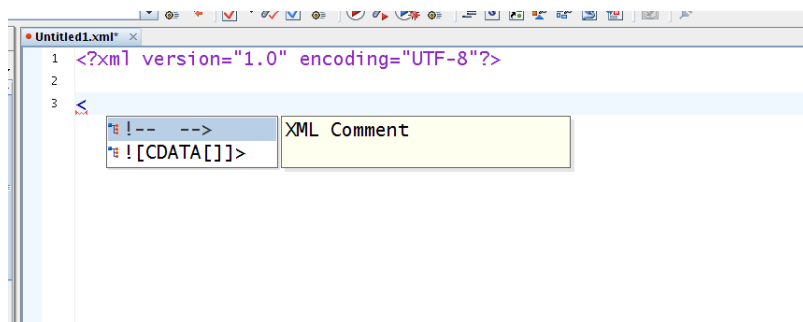 Untitled1.xml*
1 <?xml version="1.0" encoding="UTF-8"?>
2
3 <
!-- --> XML Comment
![CDATA[]]>